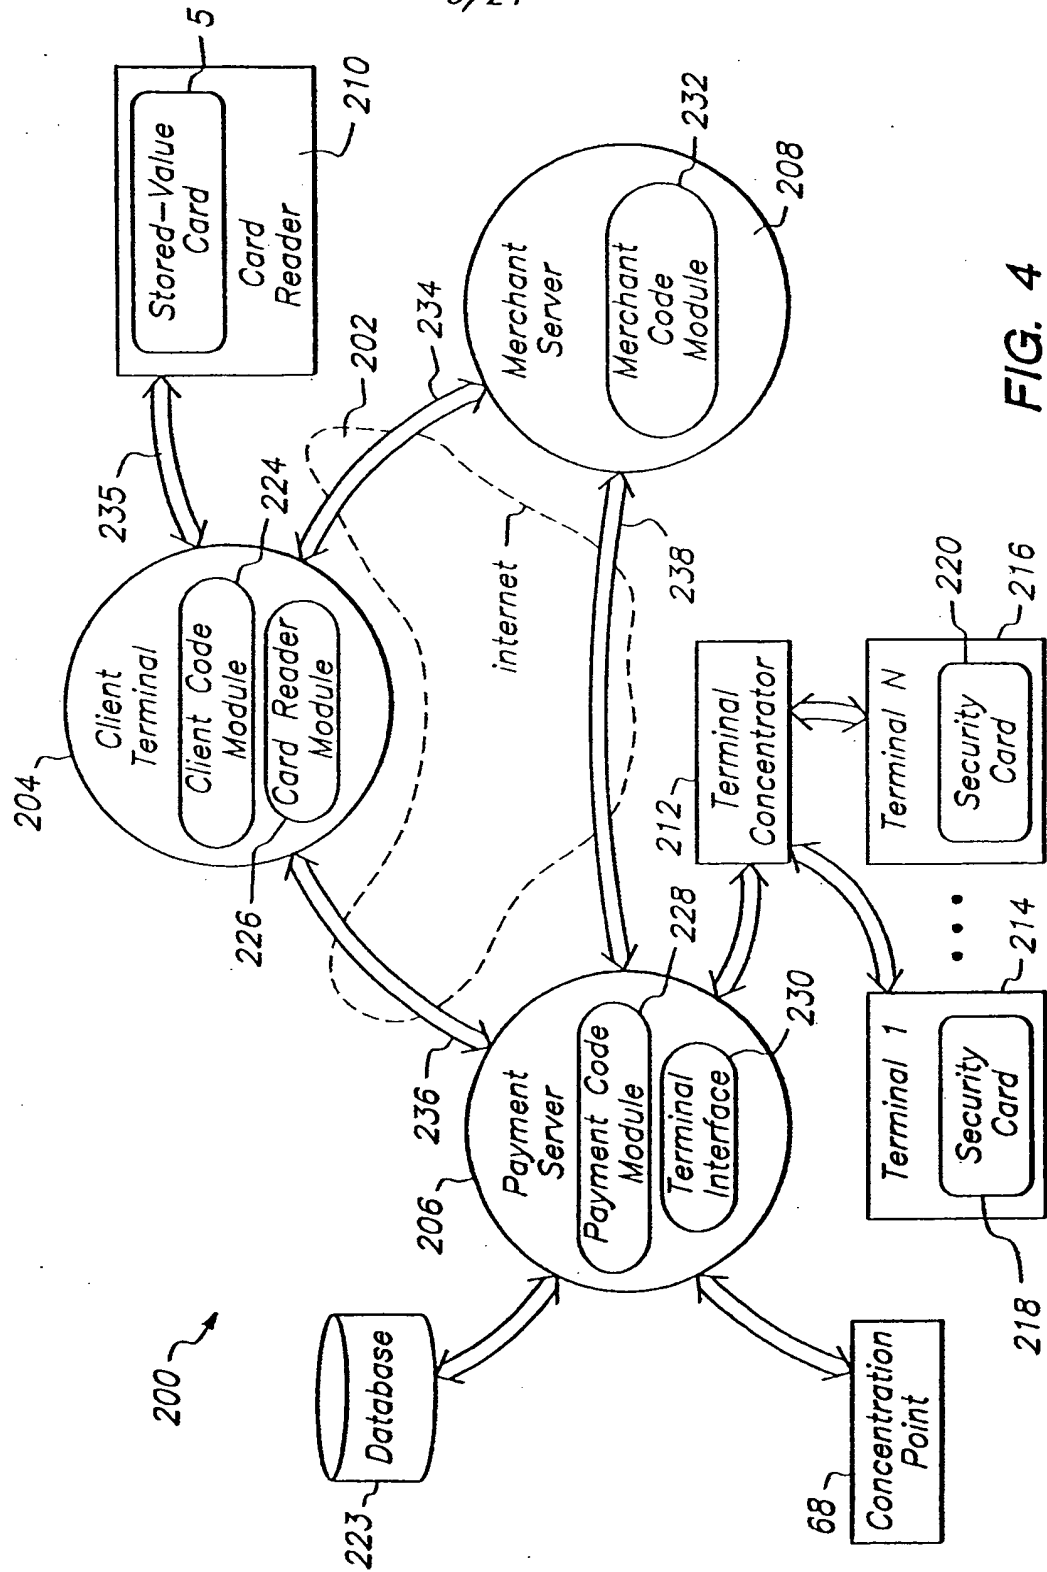 200
204
Client
Terminal
Client Code
Module
Card Reader
Module
224
226
235
Stored-Value
Card
5
Card
Reader
210
202
234
236
internet
238
Merchant
Server
Merchant
Code
Module
232
208
206
Payment
Server
Payment Code
Module
228
Terminal
Interface
230
Database
223
Concentration
Point
68
212
Terminal
Concentrator
Terminal 1
Security
Card
214
218
Terminal N
Security
Card
220
216
FIG. 4